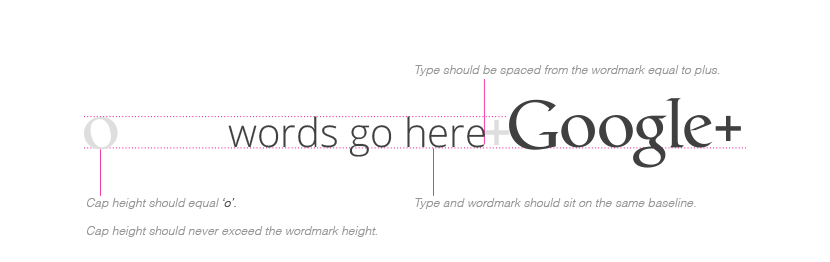 Type should be spaced from the wordmark equal to plus.
o words go here + Google+
Cap height should equal ‘o’. Type and wordmark should sit on the same baseline.
Cap height should never exceed the wordmark height.